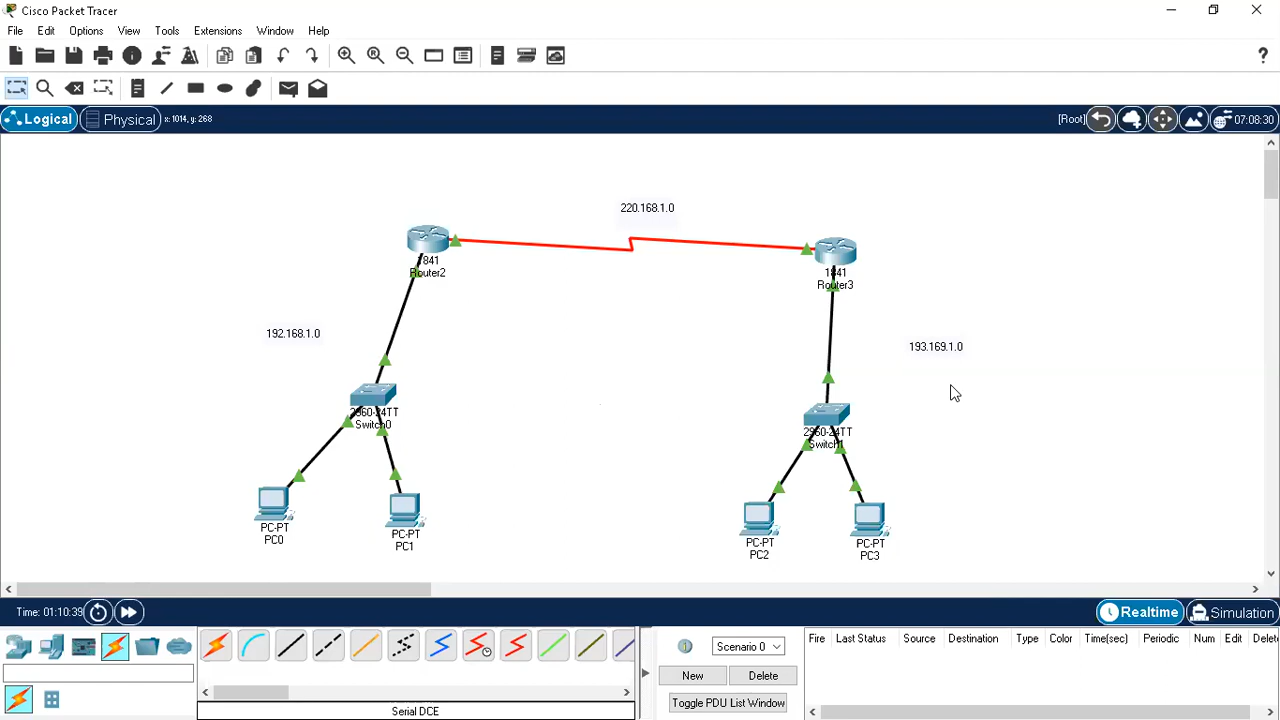 Cisco Packet Tracer
File Edit Options View Tools Extensions Window Help
Logical Physical x: 1014, y: 268 [Root] 07:08:30
220.168.1.0
1841
Router2
1841
Router3
192.168.1.0
193.169.1.0
2960-24TT
Switch0
2960-24TT
Switch1
PC-PT
PC0
PC-PT
PC1
PC-PT
PC2
PC-PT
PC3
Time: 01:10:39 Realtime Simulation
Scenario 0
New Delete
Toggle PDU List Window
Fire Last Status Source Destination Type Color Time(sec) Periodic Num Edit Delet
Serial DCE